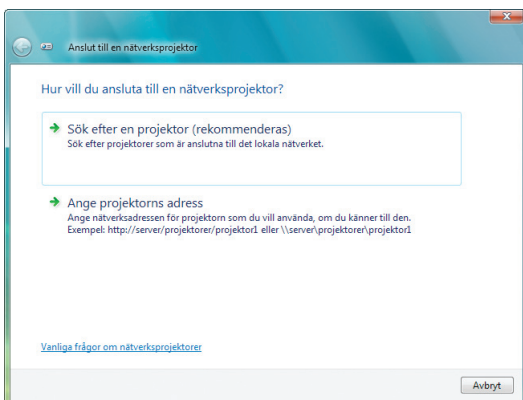 Anslut till en nätverksprojektor
Hur vill du ansluta till en nätverksprojektor?
Sök efter en projektor (rekommenderas)
Sök efter projektorer som är anslutna till det lokala nätverket.
Ange projektorns adress
Ange nätverksadressen för projektorn som du vill använda, om du känner till den.
Exempel: http://server/projektorer/projektor1 eller \\server\projektorer\projektor1
Vanliga frågor om nätverksprojektorer
Avbryt